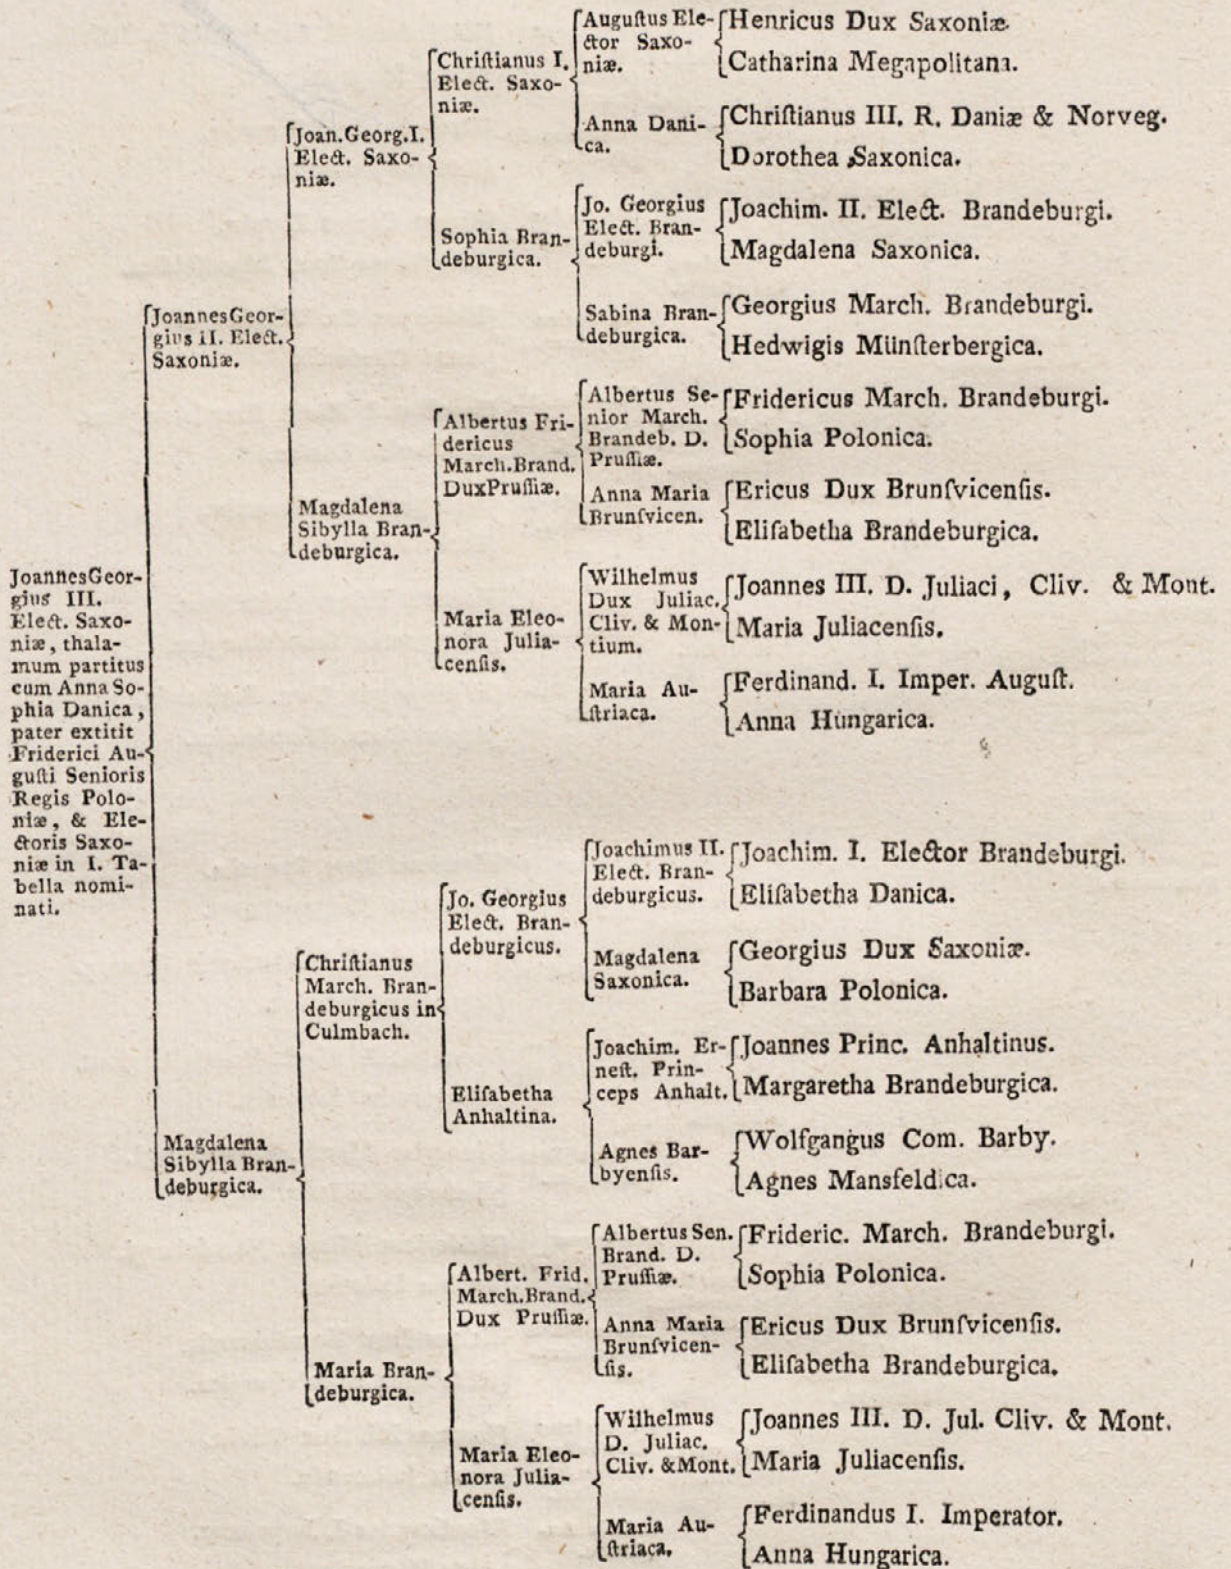 Joannes Geor-
gius III.
Elect. Saxo-
niæ, thala-
mum partitus
cum Anna So-
phia Danica,
pater extitit
Friderici Au-
guſti Senioris
Regis Polo-
niæ, & Ele-
ctoris Saxo-
niæ in I. Ta-
bella nomi-
nati.
Joannes Geor-
gius II. Elect.
Saxoniæ.
Joan. Georg. I.
Elect. Saxo-
niæ.
Chriſtianus I.
Elect. Saxo-
niæ.
Auguſtus Ele-
ctor Saxo-
niæ.
Henricus Dux Saxoniæ.
Catharina Megapolitana.
Anna Dani-
ca.
Chriſtianus III. R. Daniæ & Norveg.
Dorothea Saxonica.
Sophia Bran-
deburgica.
Jo. Georgius
Elect. Bran-
deburgi.
Joachim. II. Elect. Brandeburgi.
Magdalena Saxonica.
Sabina Bran-
deburgica.
Georgius March. Brandeburgi.
Hedwigis Münſterbergica.
Magdalena
Sibylla Bran-
deburgica.
Albertus Fri-
dericus
March. Brand.
Dux Pruſſiæ.
Albertus Se-
nior March.
Brandeb. D.
Pruſſiæ.
Fridericus March. Brandeburgi.
Sophia Polonica.
Anna Maria
Brunſvicen.
Ericus Dux Brunſvicenſis.
Eliſabetha Brandeburgica.
Maria Eleo-
nora Julia-
cenſis.
Wilhelmus
Dux Juliac.
Cliv. & Mon-
tium.
Joannes III. D. Juliaci, Cliv. & Mont.
Maria Juliacenſis.
Maria Au-
ſtriaca.
Ferdinand. I. Imper. Auguſt.
Anna Hungarica.
Magdalena
Sibylla Bran-
deburgica.
Chriſtianus
March. Bran-
deburgicus in
Culmbach.
Jo. Georgius
Elect. Bran-
deburgicus.
Joachimus II.
Elect. Bran-
deburgicus.
Joachim. I. Elector Brandeburgi.
Eliſabetha Danica.
Magdalena
Saxonica.
Georgius Dux Saxoniæ.
Barbara Polonica.
Eliſabetha
Anhaltina.
Joachim. Er-
neſt. Prin-
ceps Anhalt.
Joannes Princ. Anhaltinus.
Margaretha Brandeburgica.
Agnes Bar-
byenſis.
Wolfgangus Com. Barby.
Agnes Mansfeldica.
Maria Bran-
deburgica.
Albert. Frid.
March. Brand.
Dux Pruſſiæ.
Albertus Sen.
Brand. D.
Pruſſiæ.
Frideric. March. Brandeburgi.
Sophia Polonica.
Anna Maria
Brunſvicen-
ſis.
Ericus Dux Brunſvicenſis.
Eliſabetha Brandeburgica.
Maria Eleo-
nora Julia-
cenſis.
Wilhelmus
D. Juliac.
Cliv. & Mont.
Joannes III. D. Jul. Cliv. & Mont.
Maria Juliacenſis.
Maria Au-
ſtriaca.
Ferdinandus I. Imperator.
Anna Hungarica.